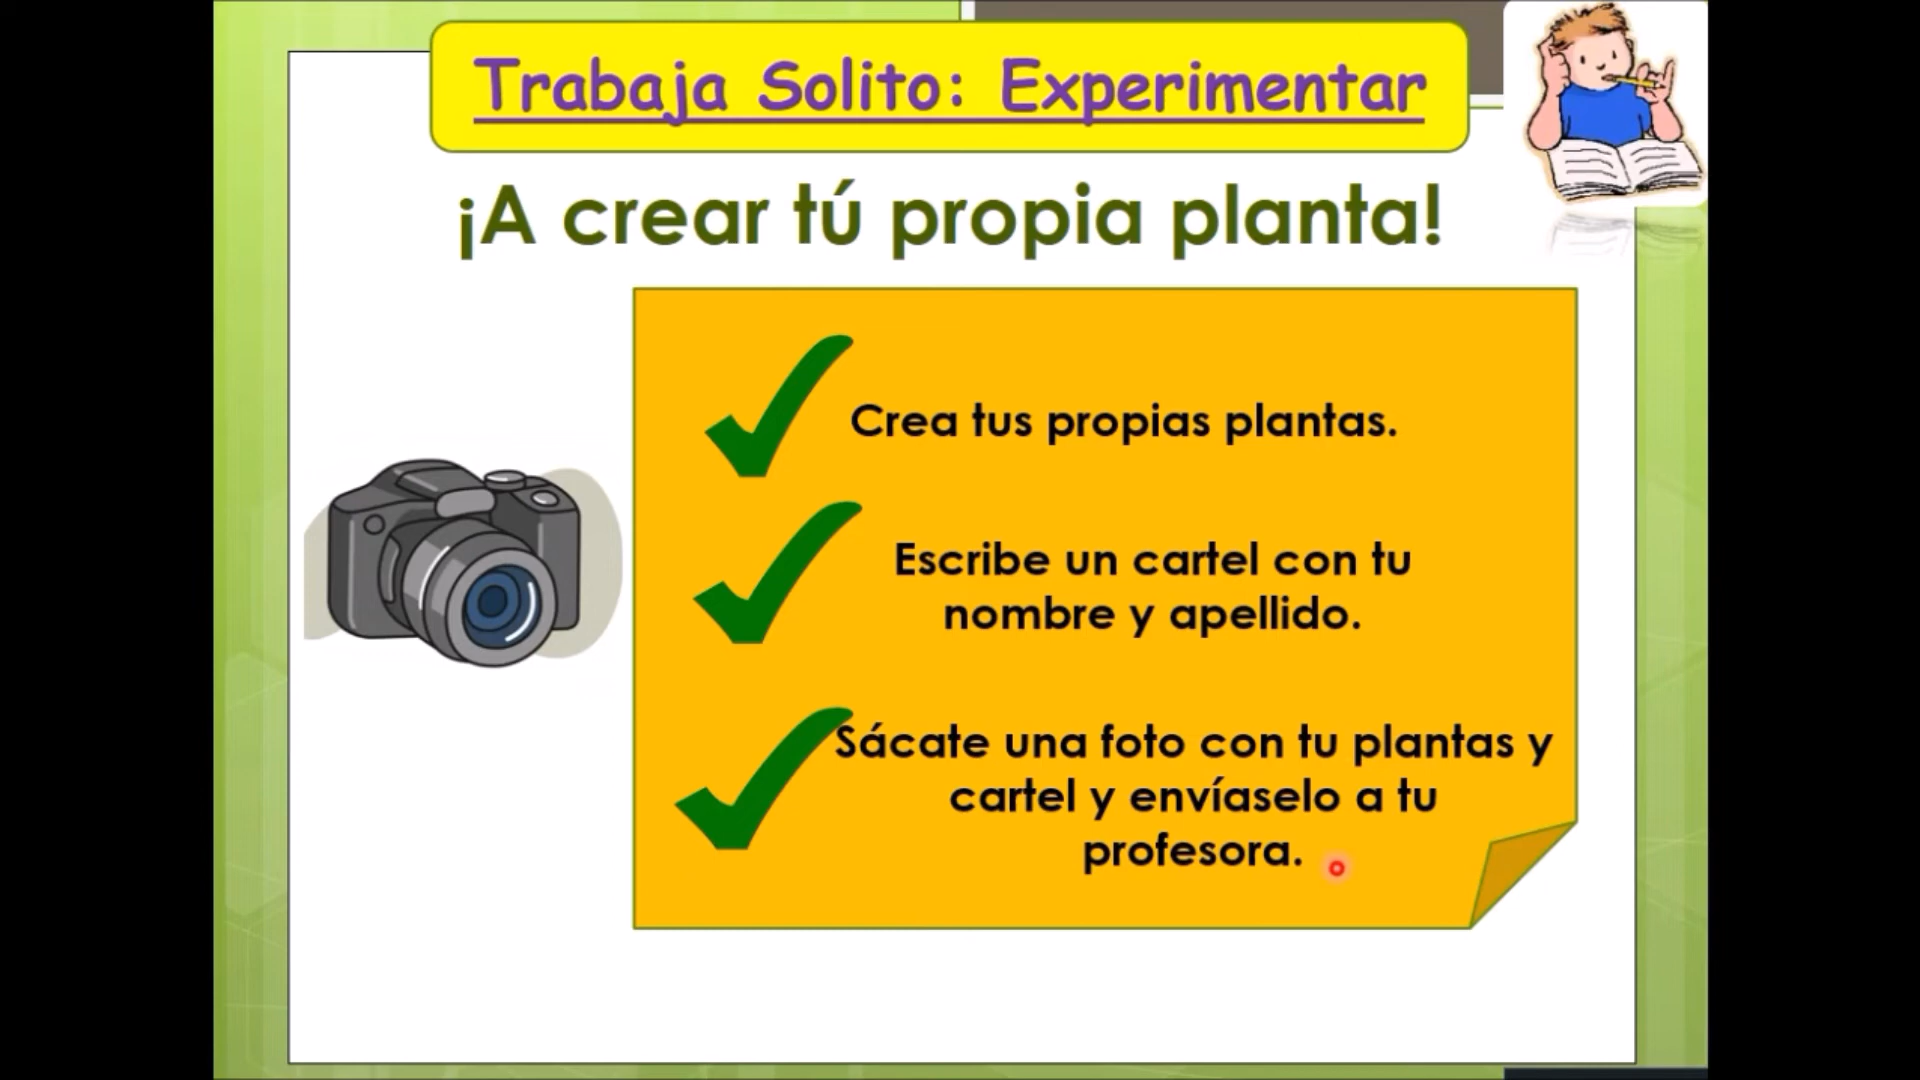 Trabaja Solito: Experimentar
¡A crear tú propia planta!
Crea tus propias plantas.
Escribe un cartel con tu
nombre y apellido.
Sácate una foto con tu plantas y
cartel y envíaselo a tu
profesora.